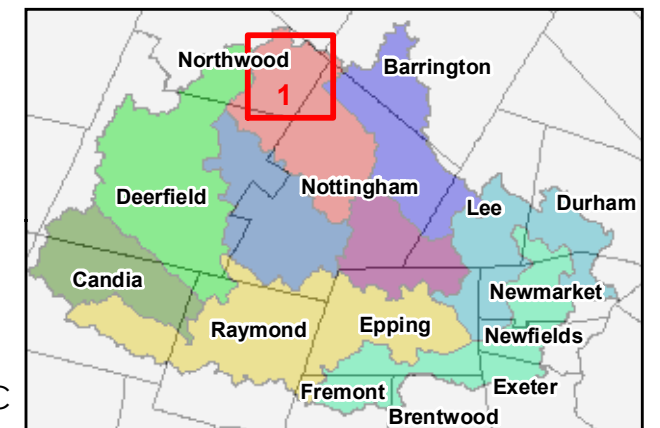 Northwood
Barrington
1
Nottingham
Deerfield
Lee
Durham
Candia
Newmarket
Raymond
Epping
Newfields
Fremont
Exeter
C
Brentwood